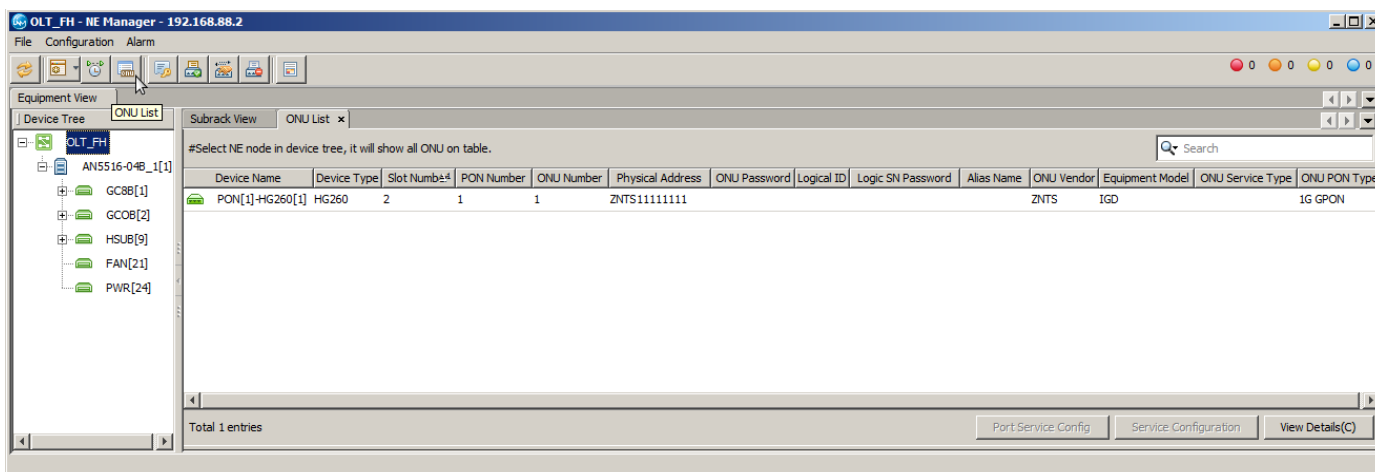 OLT_FH - NE Manager - 192.168.88.2
File Configuration Alarm
0 0 0 0
Equipment View
ONU List
Device Tree
Subrack View ONU List ×
OLT_FH
AN5516-04B_1[1]
GC8B[1]
GCOB[2]
HSUB[9]
FAN[21]
PWR[24]
#Select NE node in device tree, it will show all ONU on table.
Search
Device Name Device Type Slot Number PON Number ONU Number Physical Address ONU Password Logical ID Logic SN Password Alias Name ONU Vendor Equipment Model ONU Service Type ONU PON Type
PON[1]-HG260[1] HG260 2 1 1 ZNTS11111111 ZNTS IGD 1G GPON
Total 1 entries
Port Service Config Service Configuration View Details(C)